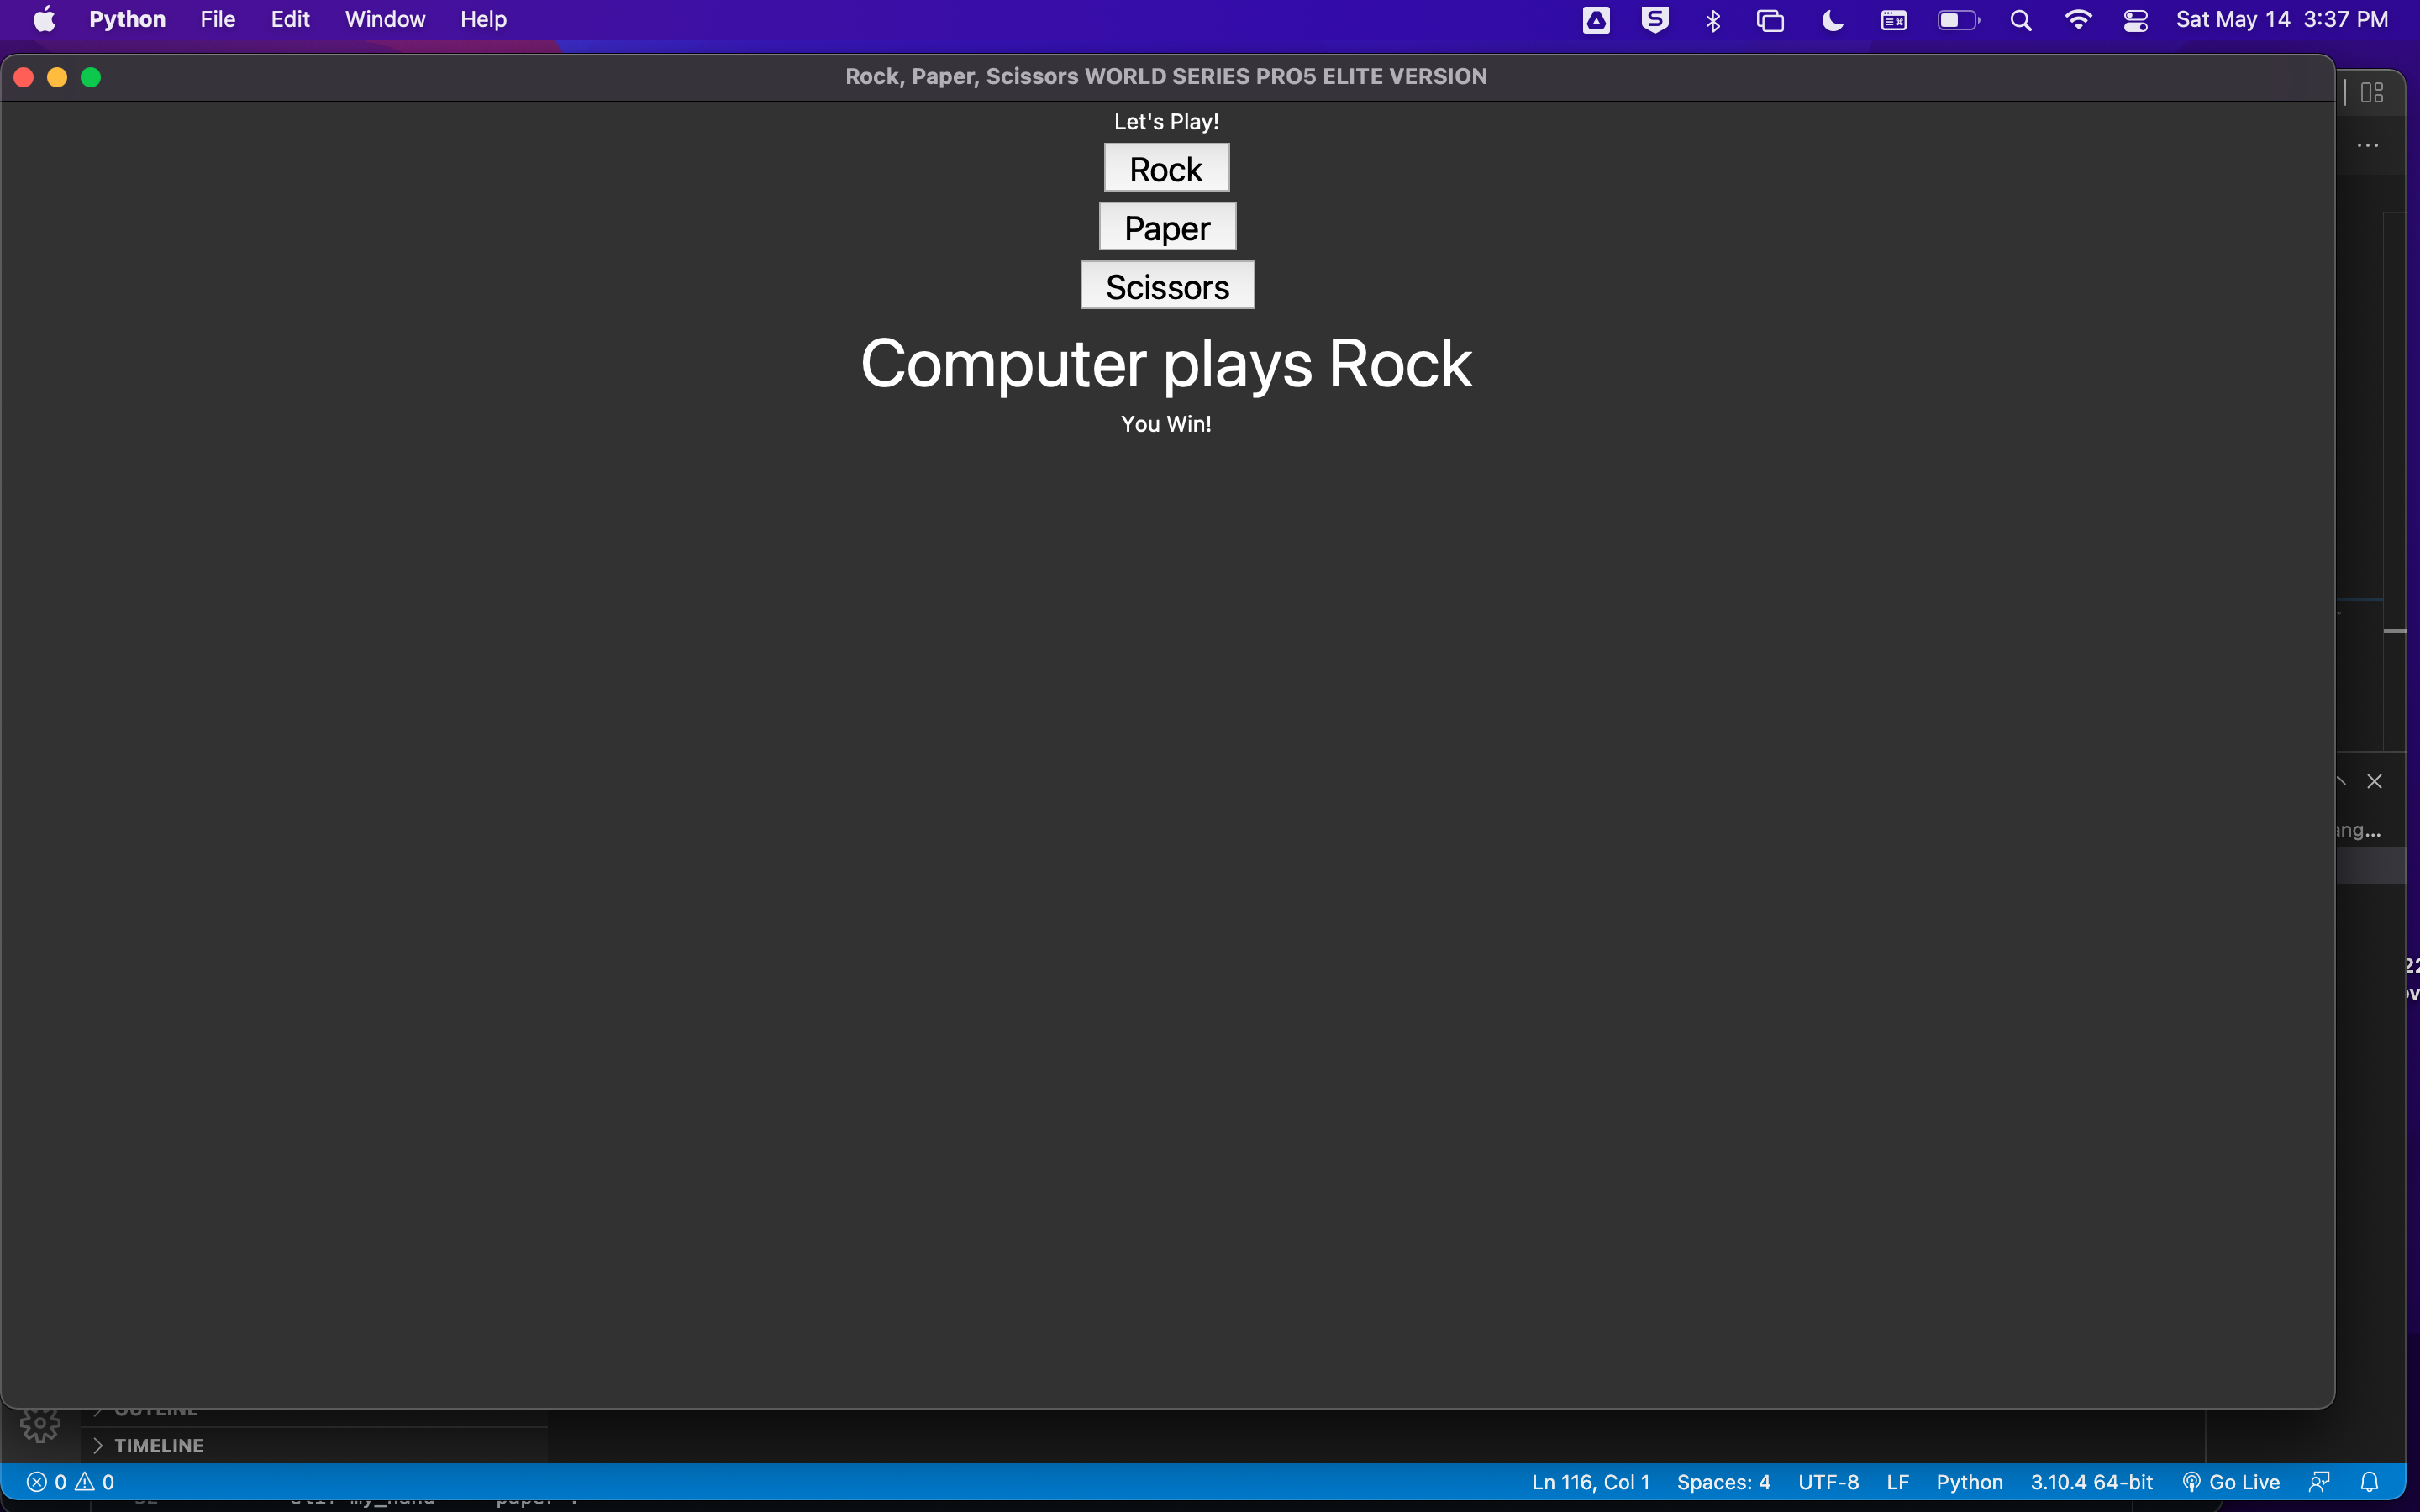 Python File Edit Window Help Sat May 14 3:37 PM
Rock, Paper, Scissors WORLD SERIES PRO5 ELITE VERSION
Let's Play!
Rock
Paper
Scissors
Computer plays Rock
You Win!
OUTLINE
TIMELINE
0 0 Ln 116, Col 1 Spaces: 4 UTF-8 LF Python 3.10.4 64-bit Go Live